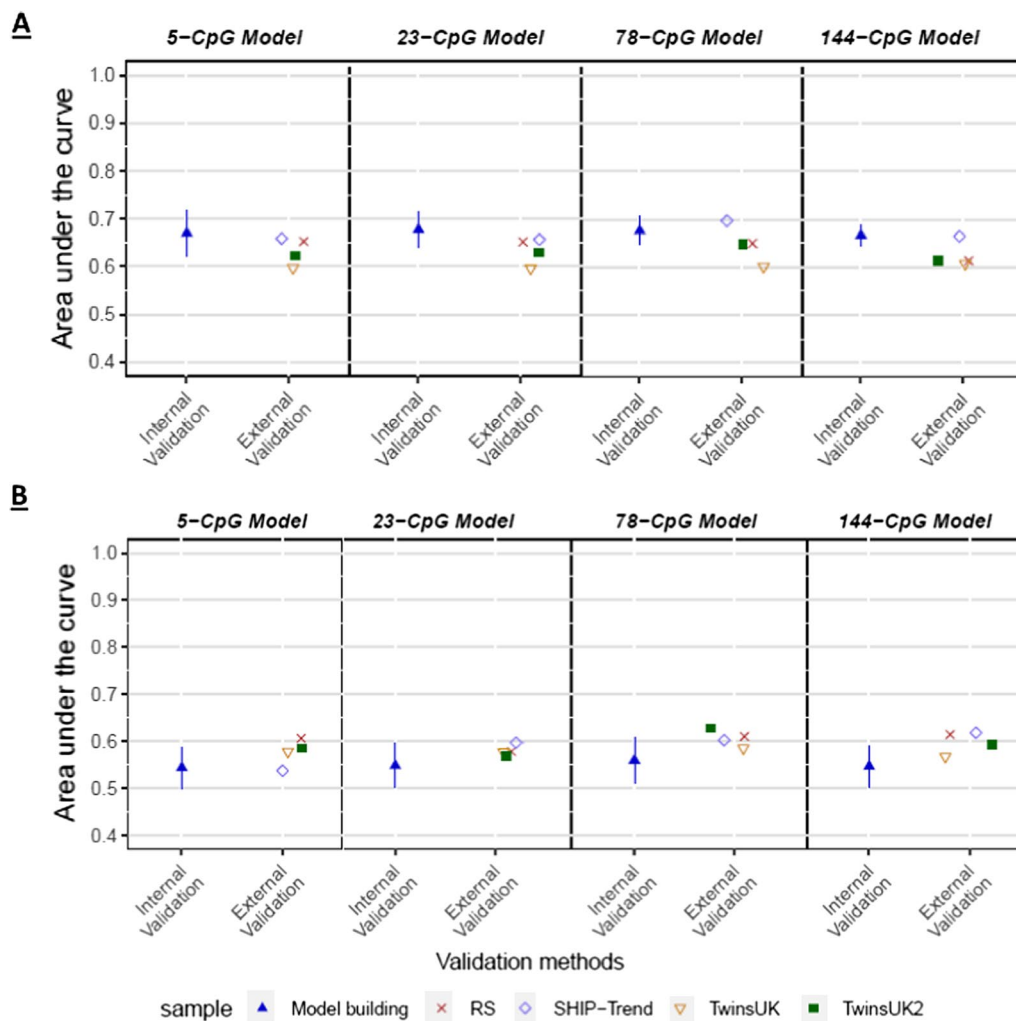 A
5-CpG Model 23-CpG Model 78-CpG Model 144-CpG Model
Area under the curve
1.0
0.9
0.8
0.7
0.6
0.5
0.4
Internal Validation External Validation Internal Validation External Validation Internal Validation External Validation Internal Validation External Validation
B
5-CpG Model 23-CpG Model 78-CpG Model 144-CpG Model
Area under the curve
1.0
0.9
0.8
0.7
0.6
0.5
0.4
Internal Validation External Validation Internal Validation External Validation Internal Validation External Validation Internal Validation External Validation
Validation methods
sample Model building RS SHIP-Trend TwinsUK TwinsUK2